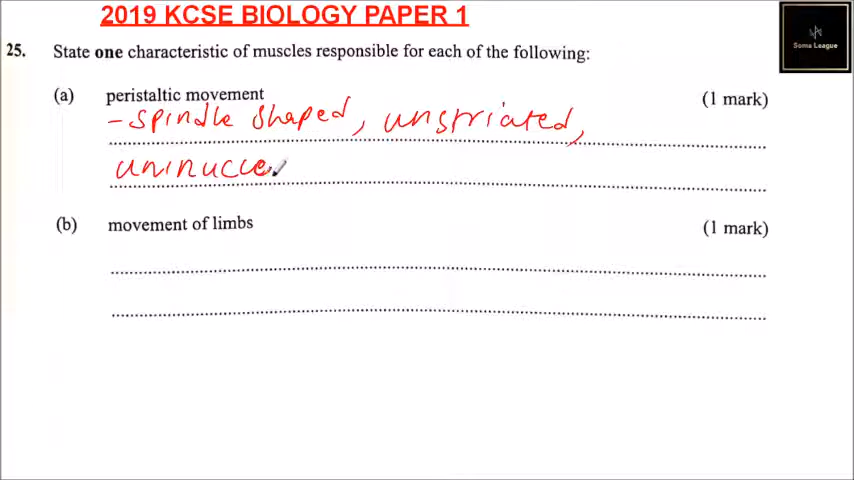 2019 KCSE BIOLOGY PAPER 1
Soma League
25. State one characteristic of muscles responsible for each of the following:
(a) peristaltic movement (1 mark)
- spindle shaped, unstriated,
uninucle
(b) movement of limbs (1 mark)